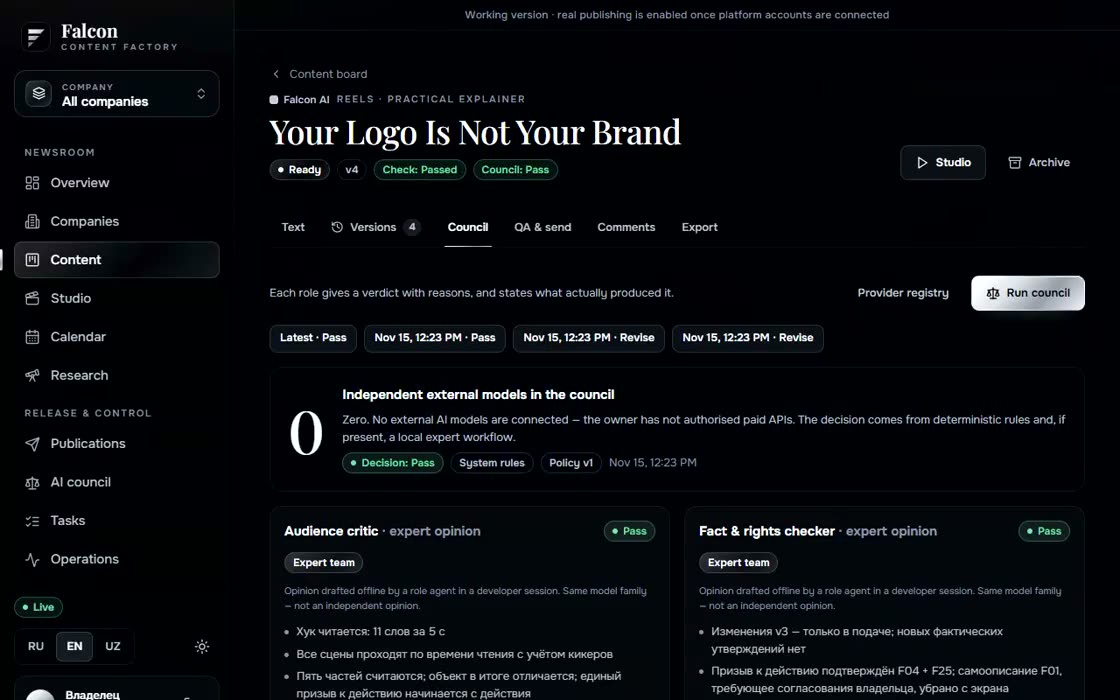 Falcon
CONTENT FACTORY
COMPANY
All companies
NEWSROOM
Overview
Companies
Content
Studio
Calendar
Research
RELEASE & CONTROL
Publications
AI council
Tasks
Operations
Live
RU EN UZ
Владелец
Working version · real publishing is enabled once platform accounts are connected
Content board
Falcon AI REELS · PRACTICAL EXPLAINER
Your Logo Is Not Your Brand
Ready v4 Check: Passed Council: Pass
Studio Archive
Text Versions 4 Council QA & send Comments Export
Each role gives a verdict with reasons, and states what actually produced it.
Provider registry Run council
Latest · Pass Nov 15, 12:23 PM · Pass Nov 15, 12:23 PM · Revise Nov 15, 12:23 PM · Revise
0
Independent external models in the council
Zero. No external AI models are connected — the owner has not authorised paid APIs. The decision comes from deterministic rules and, if
present, a local expert workflow.
Decision: Pass System rules Policy v1 Nov 15, 12:23 PM
Audience critic · expert opinion Pass
Expert team
Opinion drafted offline by a role agent in a developer session. Same model family
— not an independent opinion.
Хук читается: 11 слов за 5 с
Все сцены проходят по времени чтения с учётом кикеров
Пять частей считаются; объект в итоге отличается; единый
призыв к действию начинается с действия
Fact & rights checker · expert opinion Pass
Expert team
Opinion drafted offline by a role agent in a developer session. Same model family
— not an independent opinion.
Изменения v3 — только в подаче; новых фактических
утверждений нет
Призыв к действию подтверждён F04 + F25; самоописание F01,
требующее согласования владельца, убрано с экрана